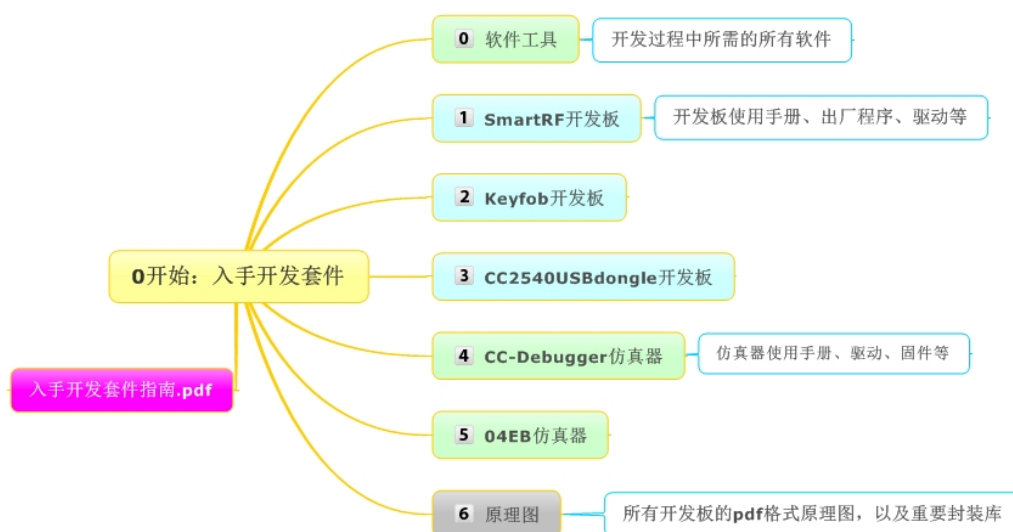 0 软件工具
开发过程中所需的所有软件
1 SmartRF开发板
开发板使用手册、出厂程序、驱动等
2 Keyfob开发板
0开始：入手开发套件
3 CC2540USBdongle开发板
4 CC-Debugger仿真器
仿真器使用手册、驱动、固件等
入手开发套件指南.pdf
5 04EB仿真器
6 原理图
所有开发板的pdf格式原理图，以及重要封装库